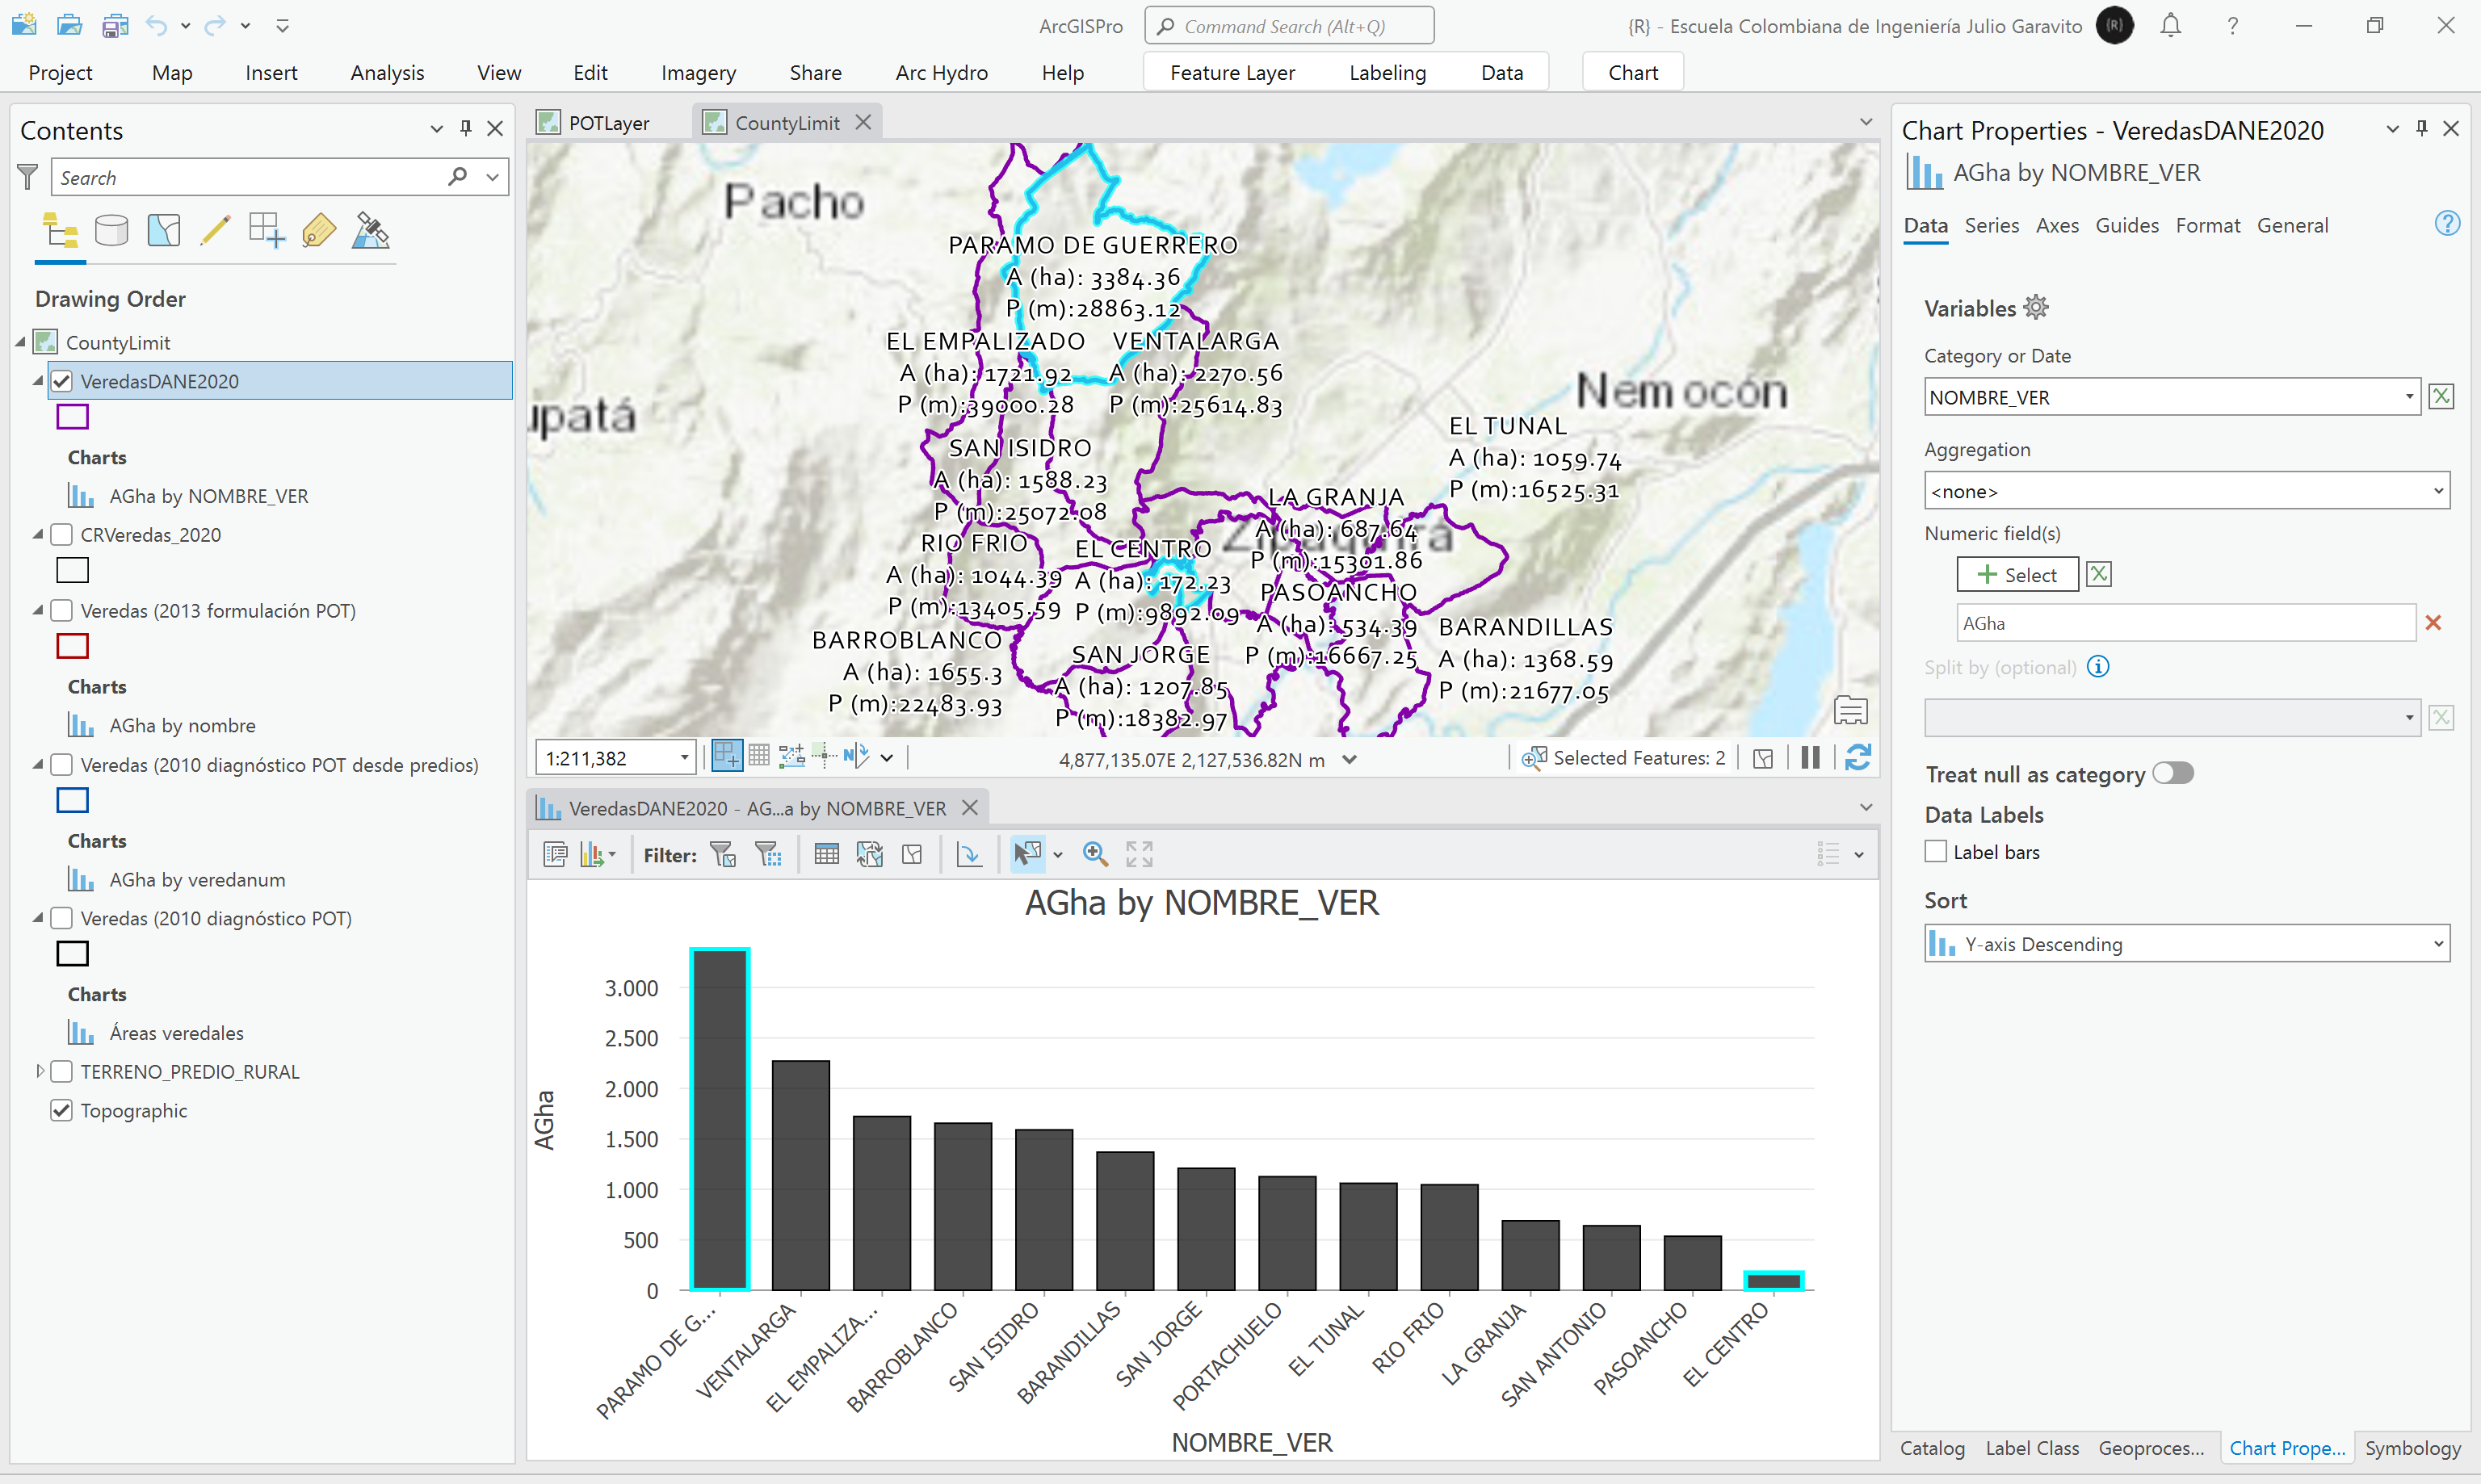 ArcGISPro
Command Search (Alt+Q)
{R} - Escuela Colombiana de Ingeniería Julio Garavito
{R}
Project
Map
Insert
Analysis
View
Edit
Imagery
Share
Arc Hydro
Help
Feature Layer
Labeling
Data
Chart
Contents
Search
Drawing Order
CountyLimit
VeredasDANE2020
Charts
AGha by NOMBRE_VER
CRVeredas_2020
Veredas (2013 formulación POT)
Charts
AGha by nombre
Veredas (2010 diagnóstico POT desde predios)
Charts
AGha by veredanum
Veredas (2010 diagnóstico POT)
Charts
Áreas veredales
TERRENO_PREDIO_RURAL
Topographic
POTLayer
CountyLimit
Pacho
upatá
Nemocón
PARAMO DE GUERRERO
A (ha): 3384.36
P (m):28863.12
EL EMPALIZADO
A (ha): 1721.92
P (m):39000.28
VENTALARGA
A (ha): 2270.56
P (m):25614.83
SAN ISIDRO
A (ha): 1588.23
P (m):25072.08
EL TUNAL
A (ha): 1059.74
P (m):16525.31
LA GRANJA
A (ha): 687.64
P (m):15301.86
RIO FRIO
A (ha): 1044.39
P (m):13405.59
EL CENTRO
A (ha): 172.23
P (m):9892.09
PASOANCHO
A (ha): 534.39
P (m):16667.25
BARROBLANCO
A (ha): 1655.3
P (m):22483.93
SAN JORGE
A (ha): 1207.85
P (m):18382.97
BARANDILLAS
A (ha): 1368.59
P (m):21677.05
1:211,382
4,877,135.07E 2,127,536.82N m
Selected Features: 2
VeredasDANE2020 - AG...a by NOMBRE_VER
Filter:
AGha by NOMBRE_VER
3.000
2.500
2.000
1.500
1.000
500
0
AGha
PARAMO DE G...
VENTALARGA
EL EMPALIZA...
BARROBLANCO
SAN ISIDRO
BARANDILLAS
SAN JORGE
PORTACHUELO
EL TUNAL
RIO FRIO
LA GRANJA
SAN ANTONIO
PASOANCHO
EL CENTRO
NOMBRE_VER
Chart Properties - VeredasDANE2020
AGha by NOMBRE_VER
Data
Series
Axes
Guides
Format
General
Variables
Category or Date
NOMBRE_VER
Aggregation
<none>
Numeric field(s)
Select
AGha
Split by (optional)
Treat null as category
Data Labels
Label bars
Sort
Y-axis Descending
Catalog
Label Class
Geoproces...
Chart Prope...
Symbology